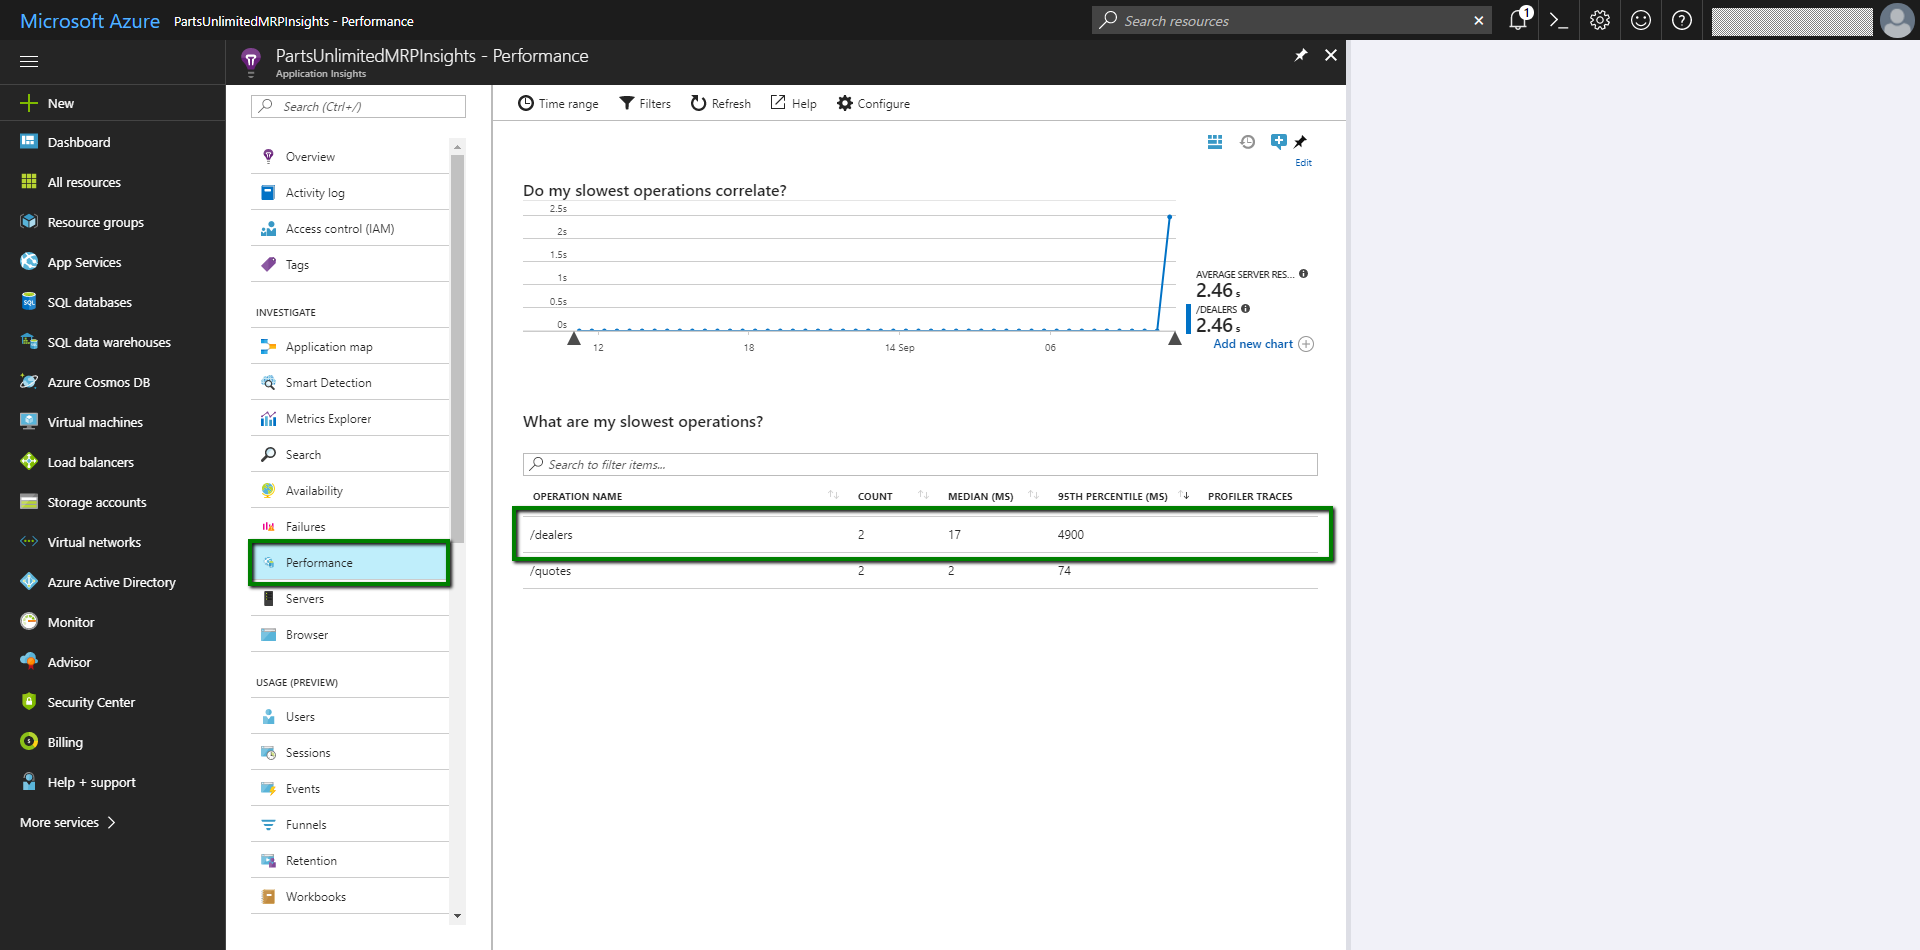 Microsoft Azure PartsUnlimitedMRPInsights - Performance
Search resources
1
PartsUnlimitedMRPInsights - Performance
Application Insights
New
Dashboard
All resources
Resource groups
App Services
SQL databases
SQL data warehouses
Azure Cosmos DB
Virtual machines
Load balancers
Storage accounts
Virtual networks
Azure Active Directory
Monitor
Advisor
Security Center
Billing
Help + support
More services
Search (Ctrl+/)
Overview
Activity log
Access control (IAM)
Tags
INVESTIGATE
Application map
Smart Detection
Metrics Explorer
Search
Availability
Failures
Performance
Servers
Browser
USAGE (PREVIEW)
Users
Sessions
Events
Funnels
Retention
Workbooks
Time range Filters Refresh Help Configure
Edit
Do my slowest operations correlate?
2.5s
2s
1.5s
1s
0.5s
0s
12 18 14 Sep 06
AVERAGE SERVER RES...
2.46 s
/DEALERS
2.46 s
Add new chart
What are my slowest operations?
Search to filter items...
OPERATION NAME COUNT MEDIAN (MS) 95TH PERCENTILE (MS) PROFILER TRACES
/dealers 2 17 4900
/quotes 2 2 74